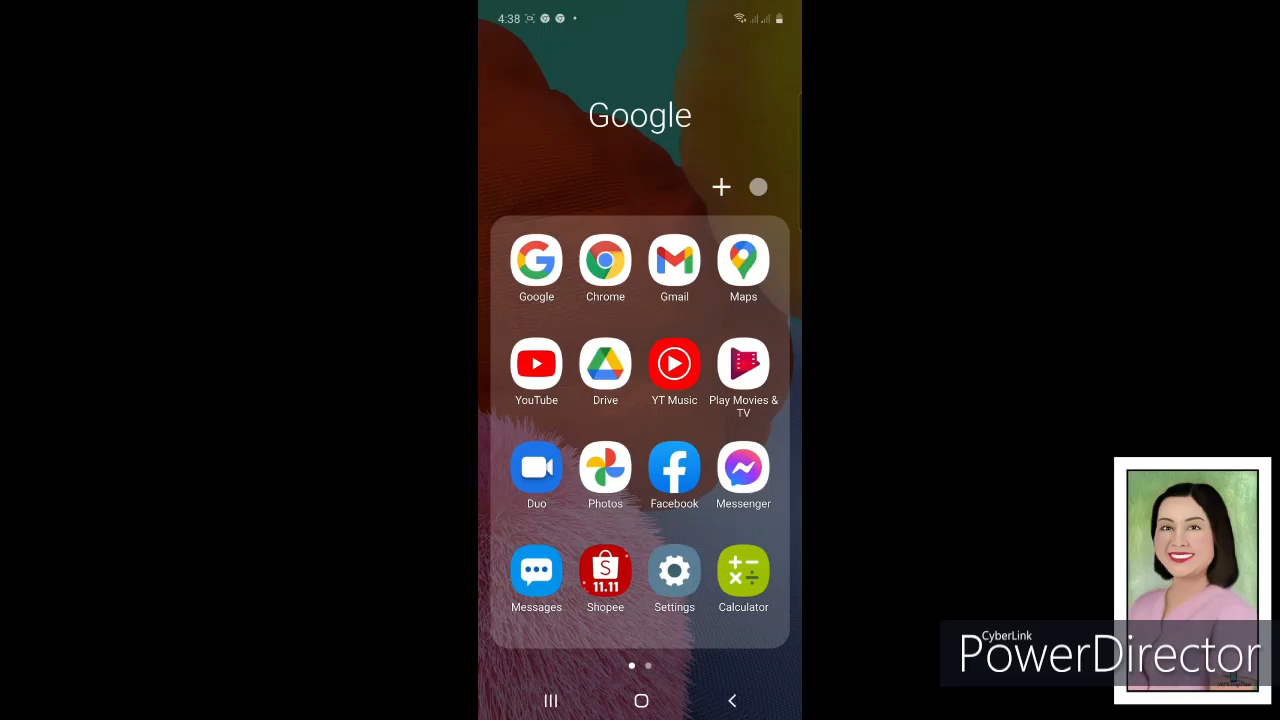 4:38
Google
Google Chrome Gmail Maps
YouTube Drive YT Music Play Movies &
TV
Duo Photos Facebook Messenger
S
11.11
Messages Shopee Settings Calculator
CyberLink
PowerDirector